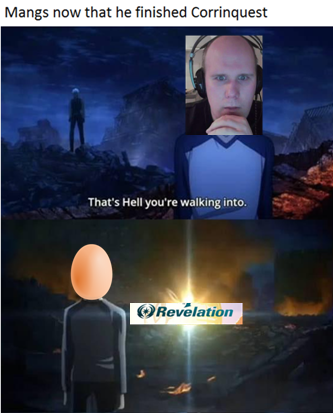 Mangs now that he finished Corrinquest
That's Hell you're walking into.
Revelation